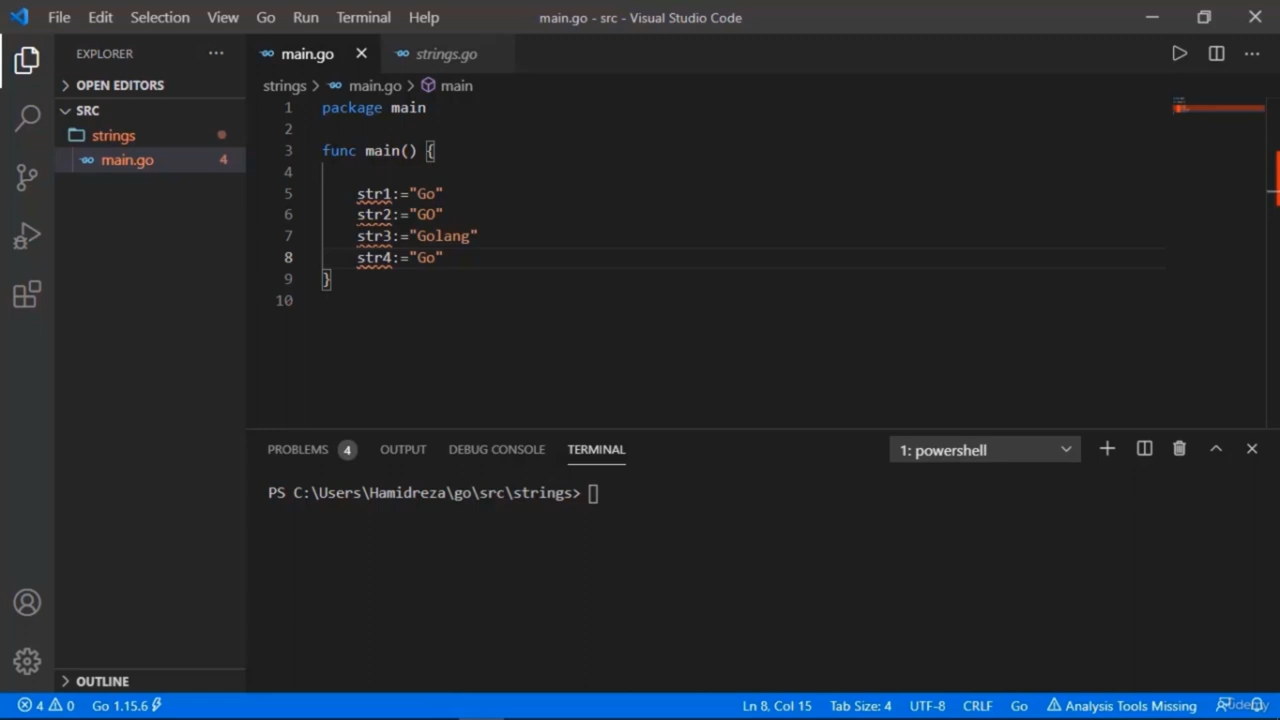 File Edit Selection View Go Run Terminal Help main.go - src - Visual Studio Code
EXPLORER ··· main.go strings.go ···
OPEN EDITORS
SRC
strings
main.go 4
strings > main.go > main
1 package main
2
3 func main() {
4
5 str1:="Go"
6 str2:="GO"
7 str3:="Golang"
8 str4:="Go"
9 }
10
PROBLEMS 4 OUTPUT DEBUG CONSOLE TERMINAL 1: powershell
PS C:\Users\Hamidreza\go\src\strings>
OUTLINE
4 0 Go 1.15.6 Ln 8, Col 15 Tab Size: 4 UTF-8 CRLF Go Analysis Tools Missing